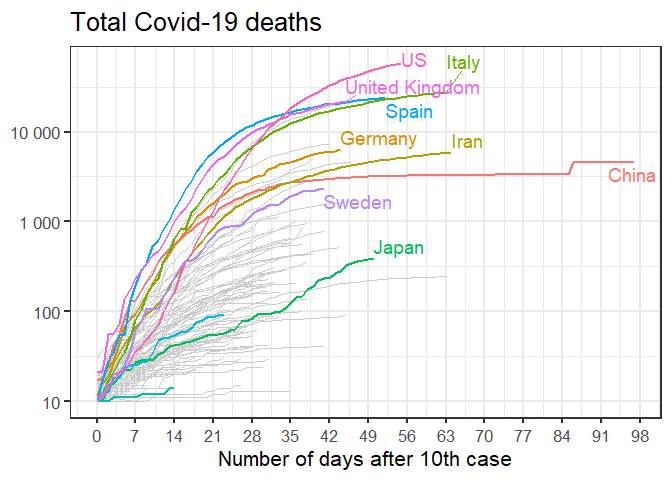 Total Covid-19 deaths
US
Italy
United Kingdom
Spain
10 000
Germany
Iran
China
1 000
Sweden
Japan
100
10
0 7 14 21 28 35 42 49 56 63 70 77 84 91 98
Number of days after 10th case